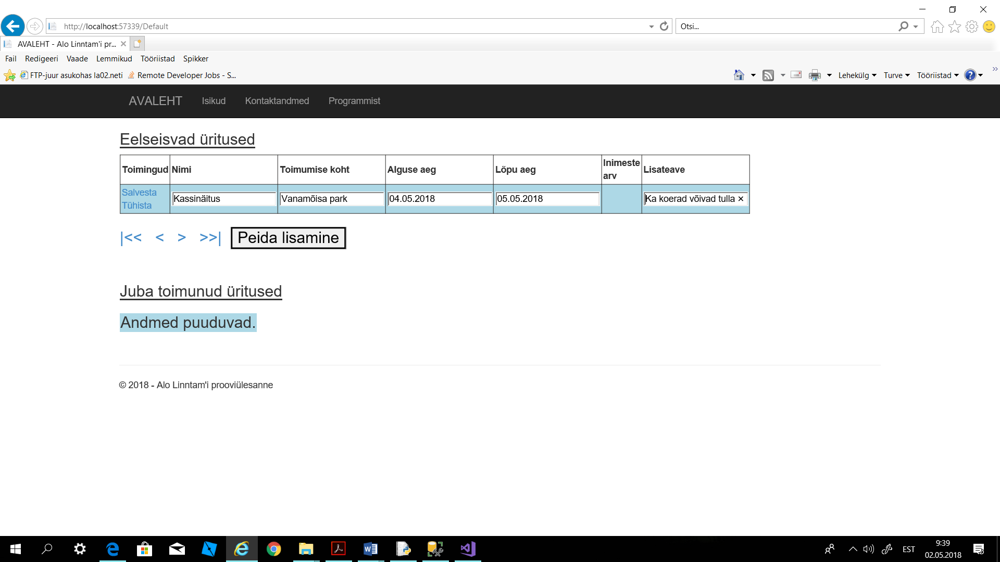 http://localhost:57339/Default
Otsi...
AVALEHT - Alo Linntam'i pr...
Fail Redigeeri Vaade Lemmikud Tööriistad Spikker
FTP-juur asukohas la02.neti Remote Developer Jobs - S...
Lehekülg Turve Tööriistad
AVALEHT Isikud Kontaktandmed Programmist
Eelseisvad üritused
Toimingud Nimi Toimumise koht Alguse aeg Lõpu aeg Inimeste arv Lisateave
Salvesta Kassinäitus Vanamõisa park 04.05.2018 05.05.2018 Ka koerad võivad tulla ×
Tühista
|<< < > >>| Peida lisamine
Juba toimunud üritused
Andmed puuduvad.
© 2018 - Alo Linntam'i prooviülesanne
EST
9:39
02.05.2018